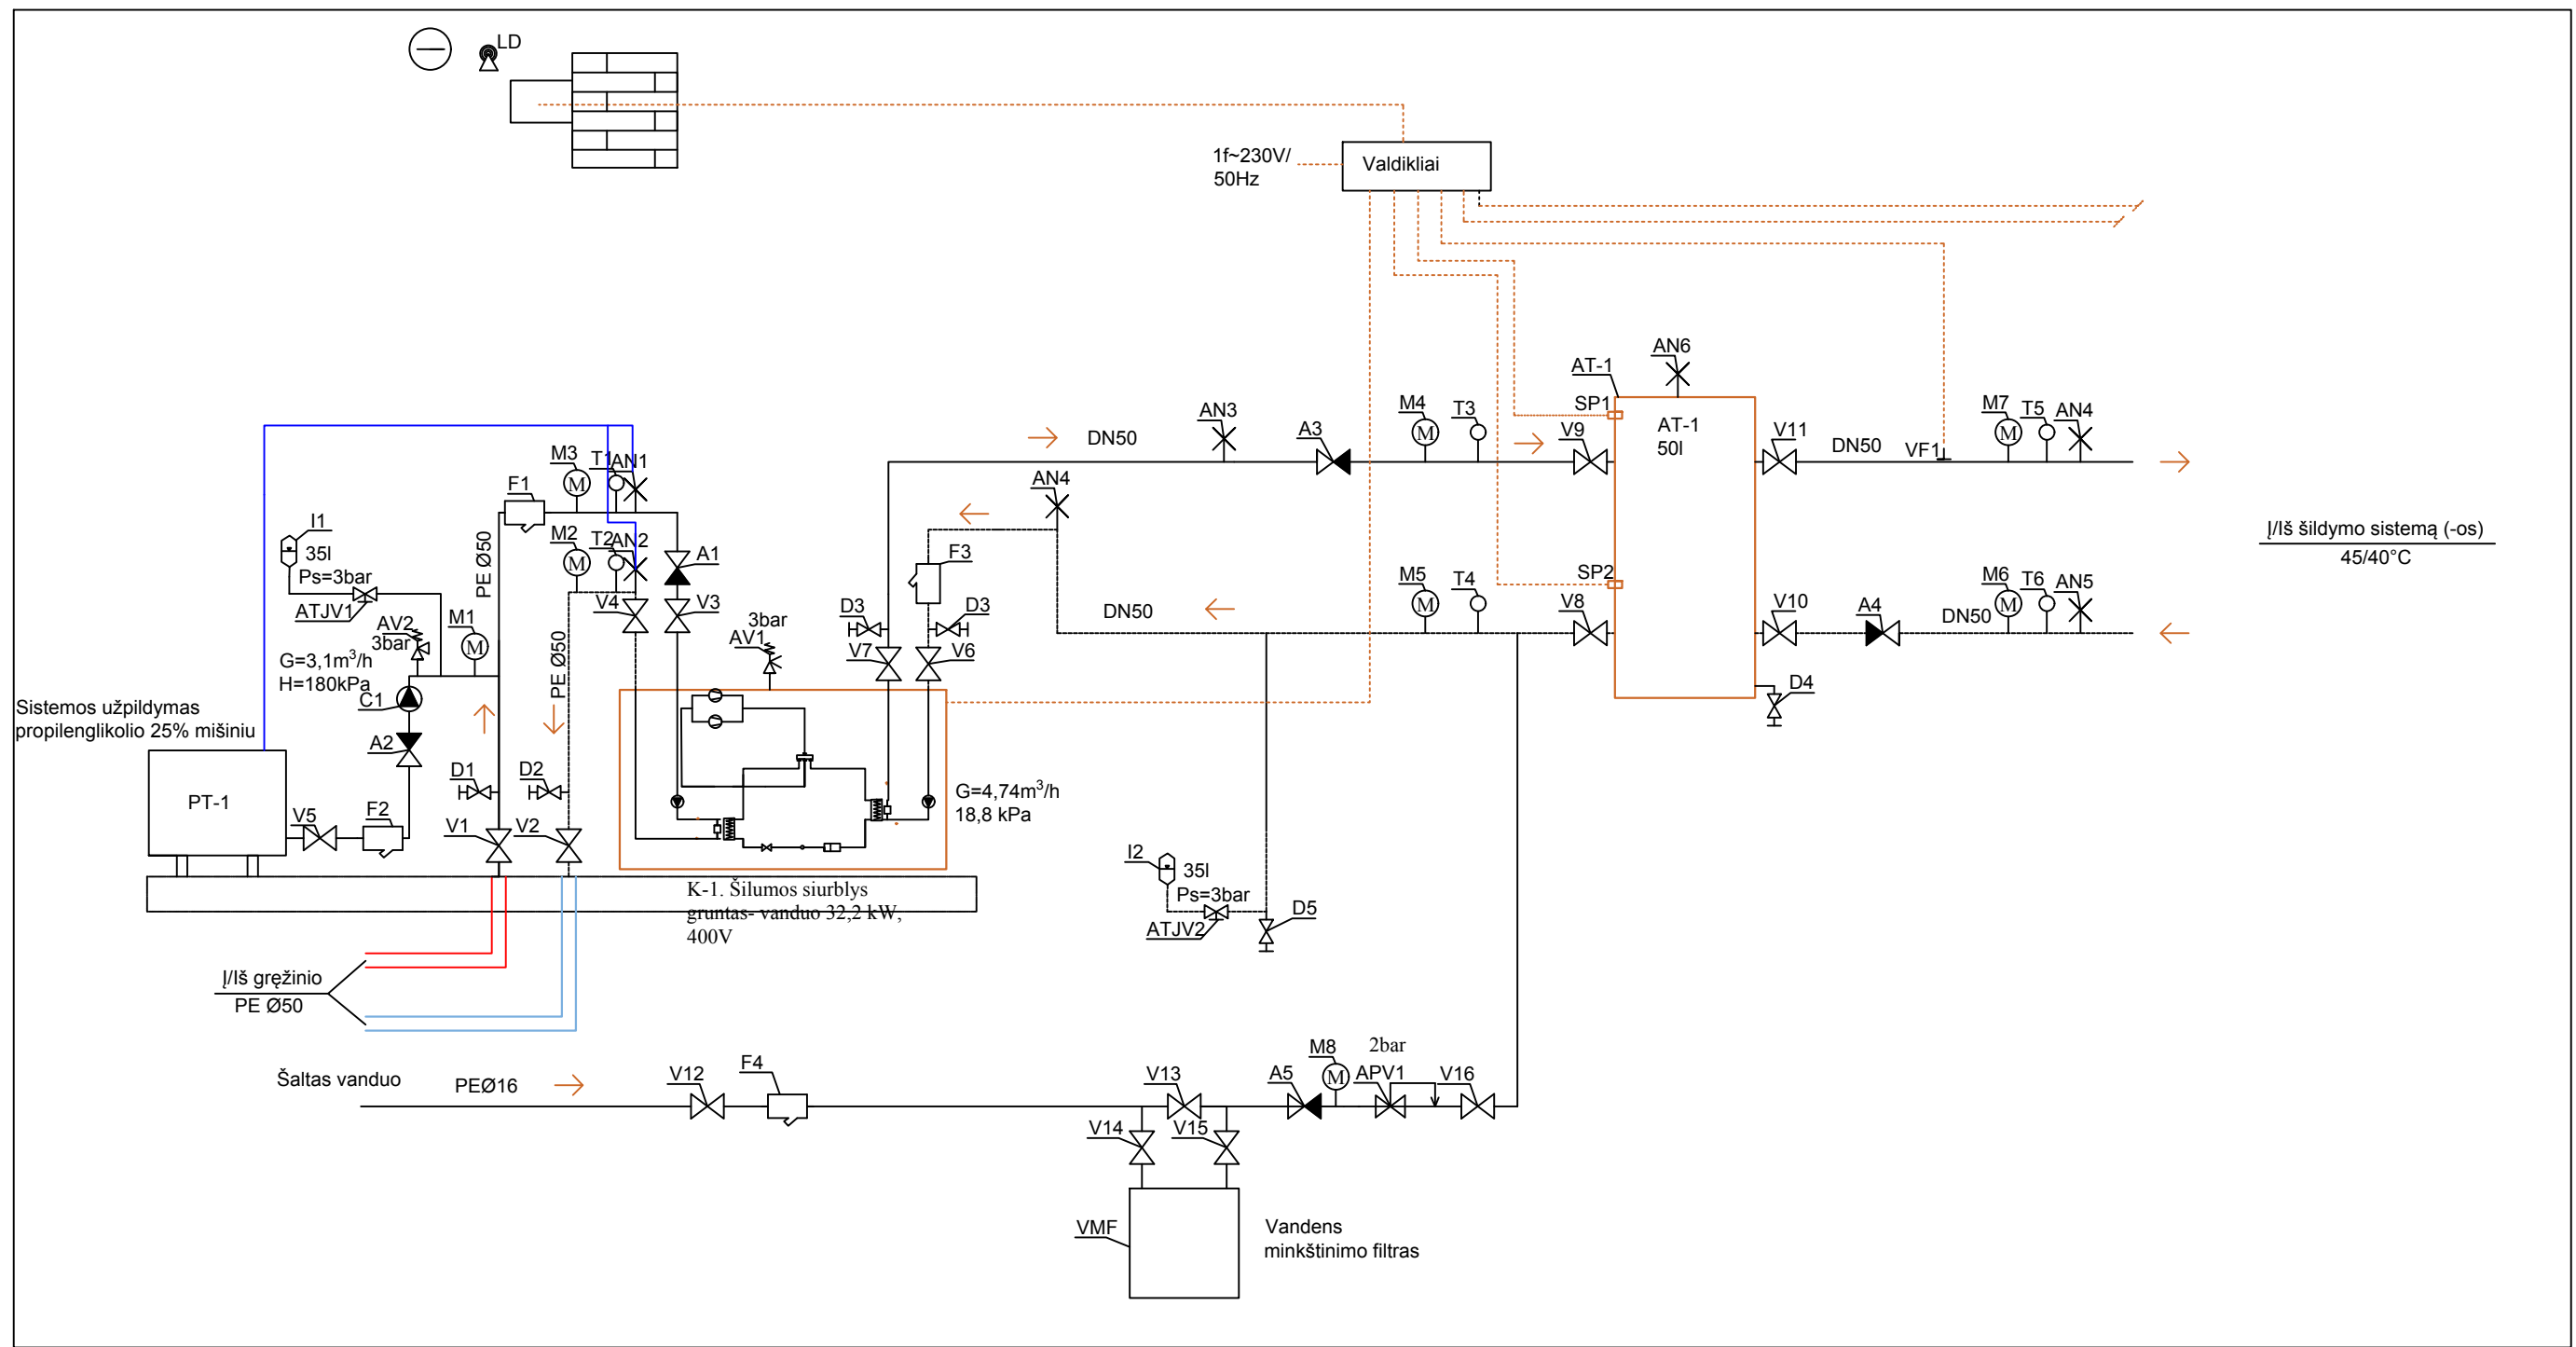 LD
1f~230V/
50Hz
Valdikliai
AN6
AT-1
SP1
AT-1
50l
AN3
DN50
A3
M4
M
T3
V9
V11
DN50
VF1
M7
M
T5
AN4
M3
M
T1
AN1
F1
AN4
I1
35l
Ps=3bar
ATJV1
PE Ø50
M2
M
T2
AN2
A1
F3
Į/Iš šildymo sistemą (-os)
45/40°C
SP2
M5
M
T4
V8
V10
A4
DN50
M6
M
T6
AN5
DN50
V4
V3
D3
D3
AV2
3bar
M1
M
3bar
AV1
V7
V6
PE Ø50
G=3,1m³/h
H=180kPa
C1
D4
Sistemos užpildymas
propilenglikolio 25% mišiniu
A2
D1
D2
PT-1
V5
F2
V1
V2
G=4,74m³/h
18,8 kPa
I2
35l
Ps=3bar
ATJV2
D5
K-1. Šilumos siurblys
gruntas- vanduo 32,2 kW,
400V
Į/Iš gręžinio
PE Ø50
Šaltas vanduo
PEØ16
V12
F4
V13
A5
M8
M
2bar
APV1
V16
V14
V15
VMF
Vandens
minkštinimo filtras